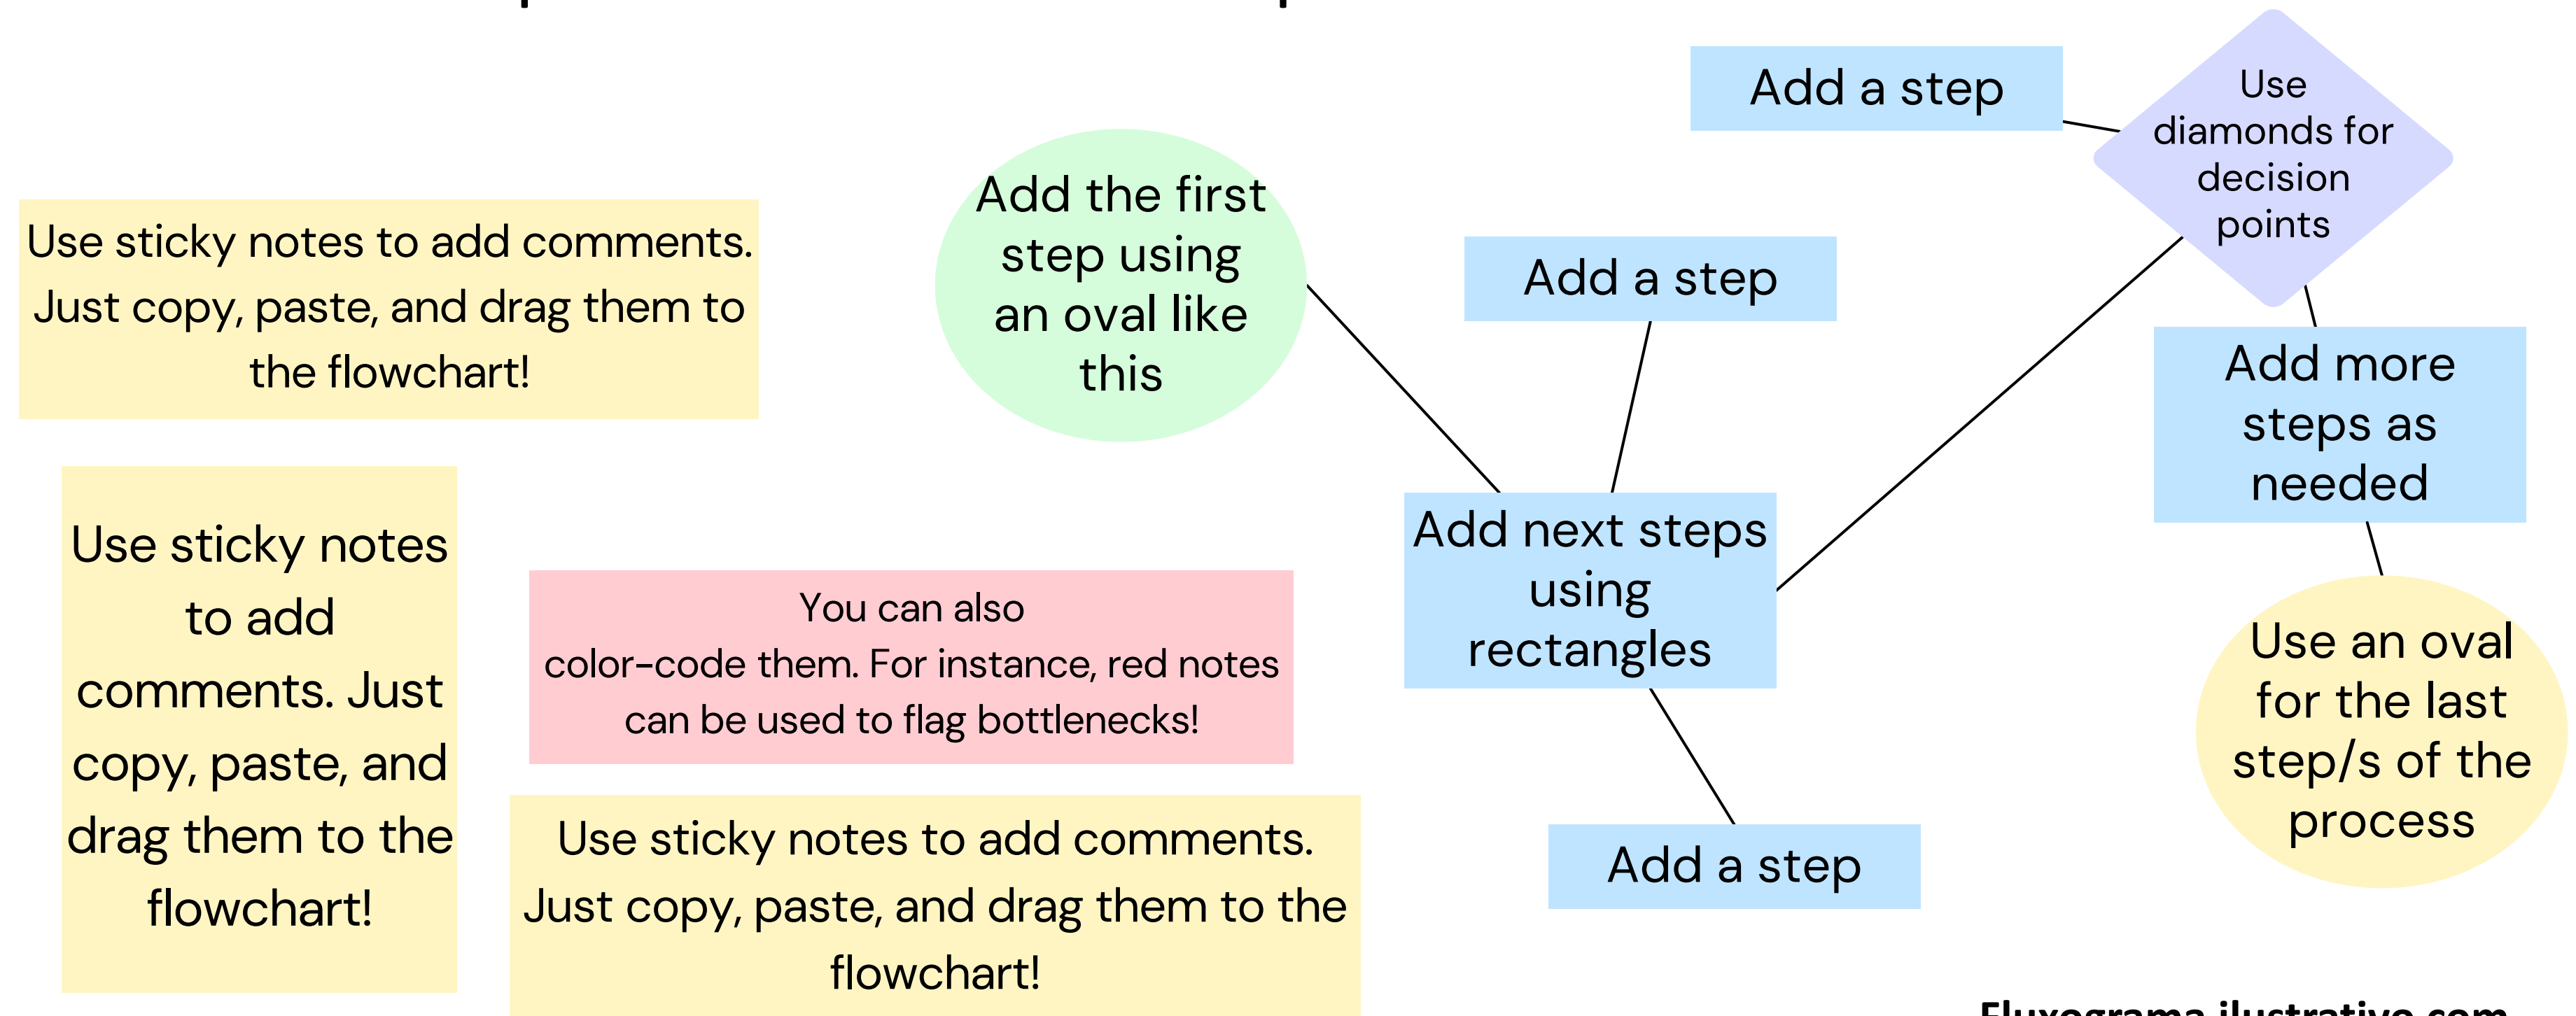 Use sticky notes to add comments.
Just copy, paste, and drag them to
the flowchart!
Use sticky notes
to add
comments. Just
copy, paste, and
drag them to the
flowchart!
You can also
color-code them. For instance, red notes
can be used to flag bottlenecks!
Use sticky notes to add comments.
Just copy, paste, and drag them to the
flowchart!
Add the first
step using
an oval like
this
Add a step
Add next steps
using
rectangles
Add a step
Add a step
Use
diamonds for
decision
points
Add more
steps as
needed
Use an oval
for the last
step/s of the
process
Fluxograma ilustrativo com